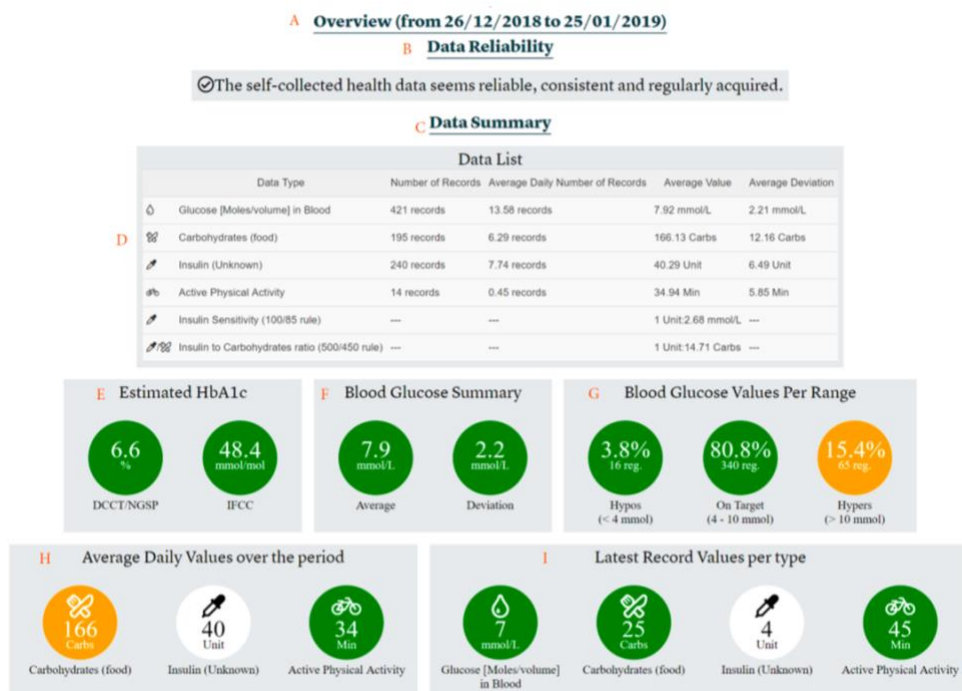 A Overview (from 26/12/2018 to 25/01/2019)
B Data Reliability
The self-collected health data seems reliable, consistent and regularly acquired.
C Data Summary
Data List
Data Type Number of Records Average Daily Number of Records Average Value Average Deviation
Glucose [Moles/volume] in Blood 421 records 13.58 records 7.92 mmol/L 2.21 mmol/L
D Carbohydrates (food) 195 records 6.29 records 166.13 Carbs 12.16 Carbs
Insulin (Unknown) 240 records 7.74 records 40.29 Unit 6.49 Unit
Active Physical Activity 14 records 0.45 records 34.94 Min 5.85 Min
Insulin Sensitivity (100/85 rule) --- --- 1 Unit:2.68 mmol/L ---
Insulin to Carbohydrates ratio (500/450 rule) --- --- 1 Unit:14.71 Carbs ---
E Estimated HbA1c
6.6 48.4
% mmol/mol
DCCT/NGSP IFCC
F Blood Glucose Summary
7.9 2.2
mmol/L mmol/L
Average Deviation
G Blood Glucose Values Per Range
3.8% 80.8% 15.4%
16 reg. 340 reg. 65 reg.
Hypos On Target Hypers
(< 4 mmol) (4 - 10 mmol) (> 10 mmol)
H Average Daily Values over the period
166 40 34
Carbs Unit Min
Carbohydrates (food) Insulin (Unknown) Active Physical Activity
I Latest Record Values per type
7 25 4 45
mmol/L Carbs Unit Min
Glucose [Moles/volume] Carbohydrates (food) Insulin (Unknown) Active Physical Activity
in Blood